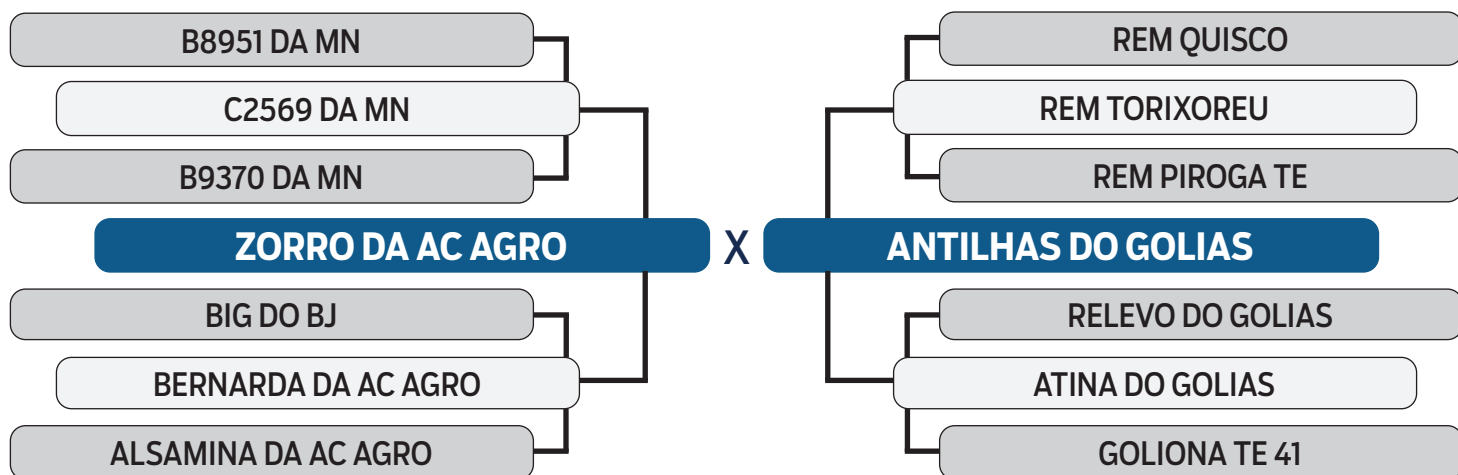 B8951 DA MN
C2569 DA MN
B9370 DA MN
ZORRO DA AC AGRO
BIG DO BJ
BERNARDA DA AC AGRO
ALSAMINA DA AC AGRO
X
REM QUISCO
REM TORIXOREU
REM PIROGA TE
ANTILHAS DO GOLIAS
RELEVO DO GOLIAS
ATINA DO GOLIAS
GOLIONA TE 41